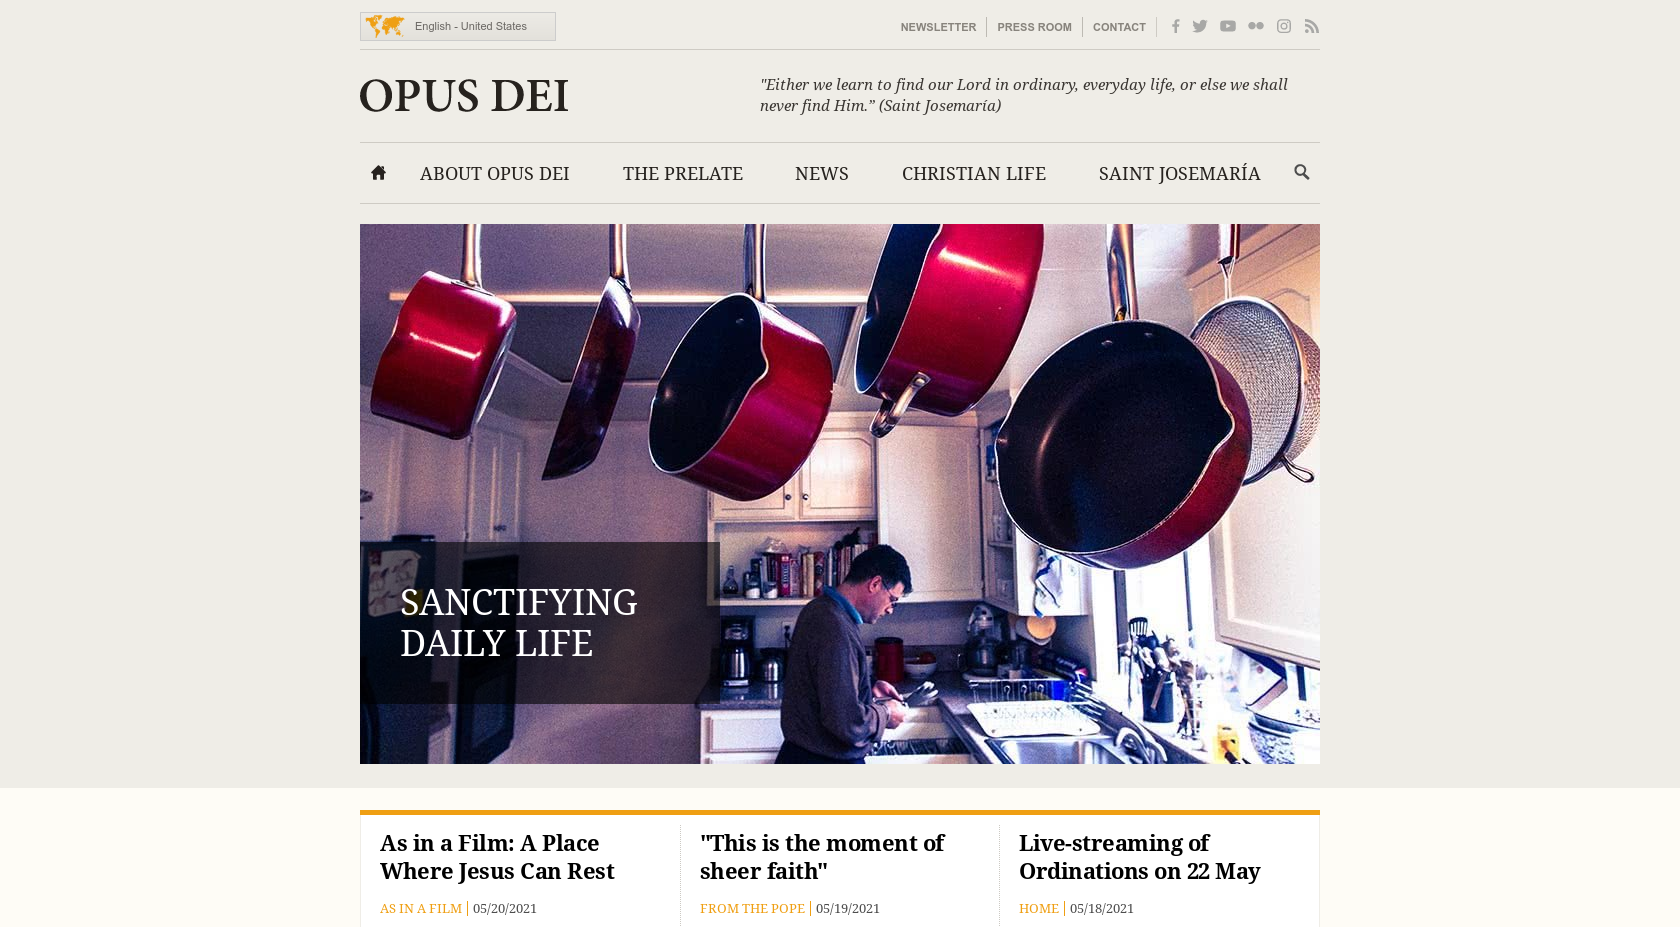 English - United States
NEWSLETTER
PRESS ROOM
CONTACT
OPUS DEI
"Either we learn to find our Lord in ordinary, everyday life, or else we shall
never find Him.” (Saint Josemaría)
ABOUT OPUS DEI
THE PRELATE
NEWS
CHRISTIAN LIFE
SAINT JOSEMARÍA
SANCTIFYING
DAILY LIFE
As in a Film: A Place
Where Jesus Can Rest
AS IN A FILM | 05/20/2021
"This is the moment of
sheer faith"
FROM THE POPE | 05/19/2021
Live-streaming of
Ordinations on 22 May
HOME | 05/18/2021